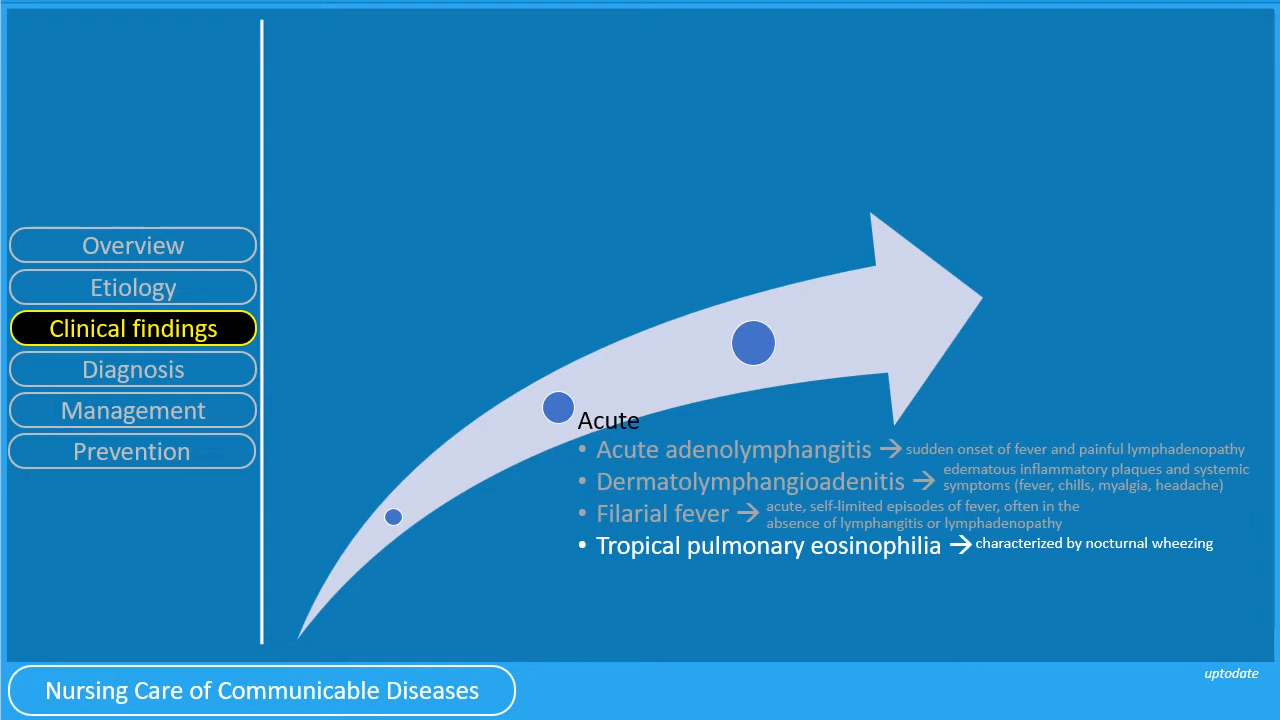 Overview
Etiology
Clinical findings
Diagnosis
Management
Prevention
Acute
• Acute adenolymphangitis → sudden onset of fever and painful lymphadenopathy
• Dermatolymphangioadenitis → edematous inflammatory plaques and systemic
symptoms (fever, chills, myalgia, headache)
• Filarial fever → acute, self-limited episodes of fever, often in the
absence of lymphangitis or lymphadenopathy
• Tropical pulmonary eosinophilia → characterized by nocturnal wheezing
Nursing Care of Communicable Diseases
uptodate